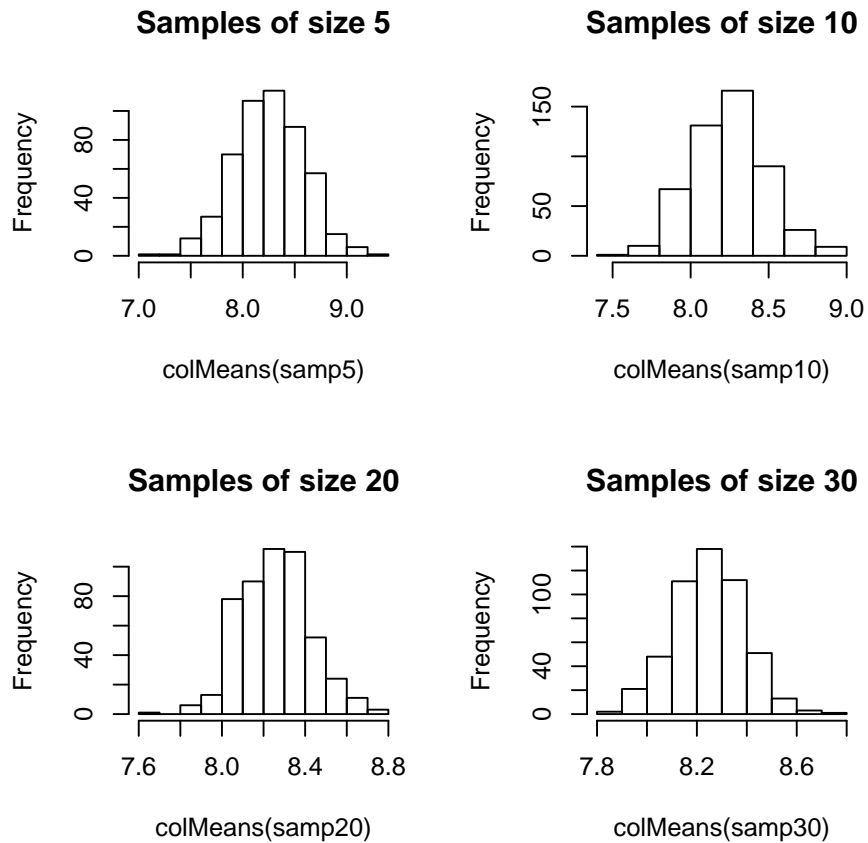 Samples of size 5
Frequency
0 40 80
7.0 8.0 9.0
colMeans(samp5)
Samples of size 10
Frequency
0 50 150
7.5 8.0 8.5 9.0
colMeans(samp10)
Samples of size 20
Frequency
0 40 80
7.6 8.0 8.4 8.8
colMeans(samp20)
Samples of size 30
Frequency
0 40 100
7.8 8.2 8.6
colMeans(samp30)